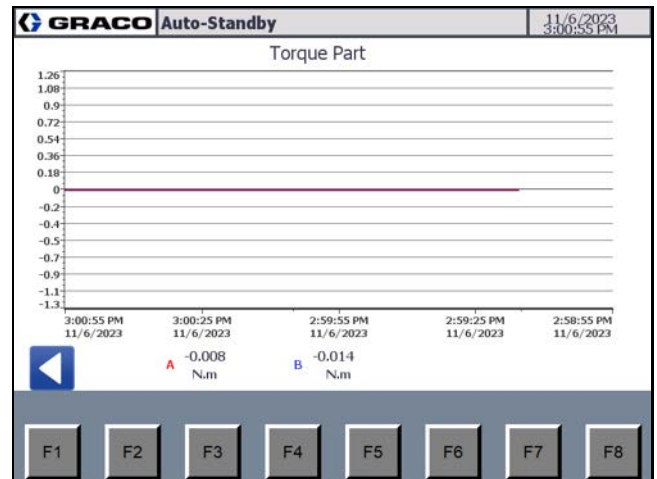 GRACO Auto-Standby 11/6/2023
3:00:55 PM
Torque Part
1.26
1.08
0.9
0.72
0.54
0.36
0.18
0
-0.2
-0.4
-0.5
-0.7
-0.9
-1.1
-1.3
3:00:55 PM 3:00:25 PM 2:59:55 PM 2:59:25 PM 2:58:55 PM
11/6/2023 11/6/2023 11/6/2023 11/6/2023 11/6/2023
A -0.008 B -0.014
N.m N.m
F1 F2 F3 F4 F5 F6 F7 F8